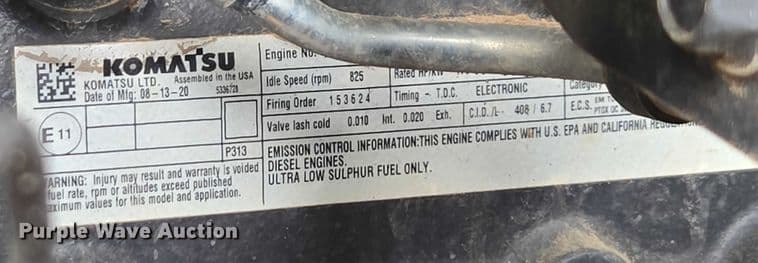 KOMATSU
KOMATSU LTD. Assembled in the USA
Date of Mfg: 08-13-20 5336723
E 11
P313
WARNING: Injury may result and warranty is voided
fuel rate, rpm or altitudes exceed published
maximum values for this model and application.
Engine No.
Idle Speed (rpm) 825 Rated HP/KW
Firing Order 153624 Timing - T.D.C. ELECTRONIC Category
Valve lash cold 0.010 Int. 0.020 Exh. C.I.D./L. 408 / 6.7 E.C.S.
EMISSION CONTROL INFORMATION:THIS ENGINE COMPLIES WITH U.S. EPA AND CALIFORNIA
DIESEL ENGINES.
ULTRA LOW SULPHUR FUEL ONLY.
Purple Wave Auction